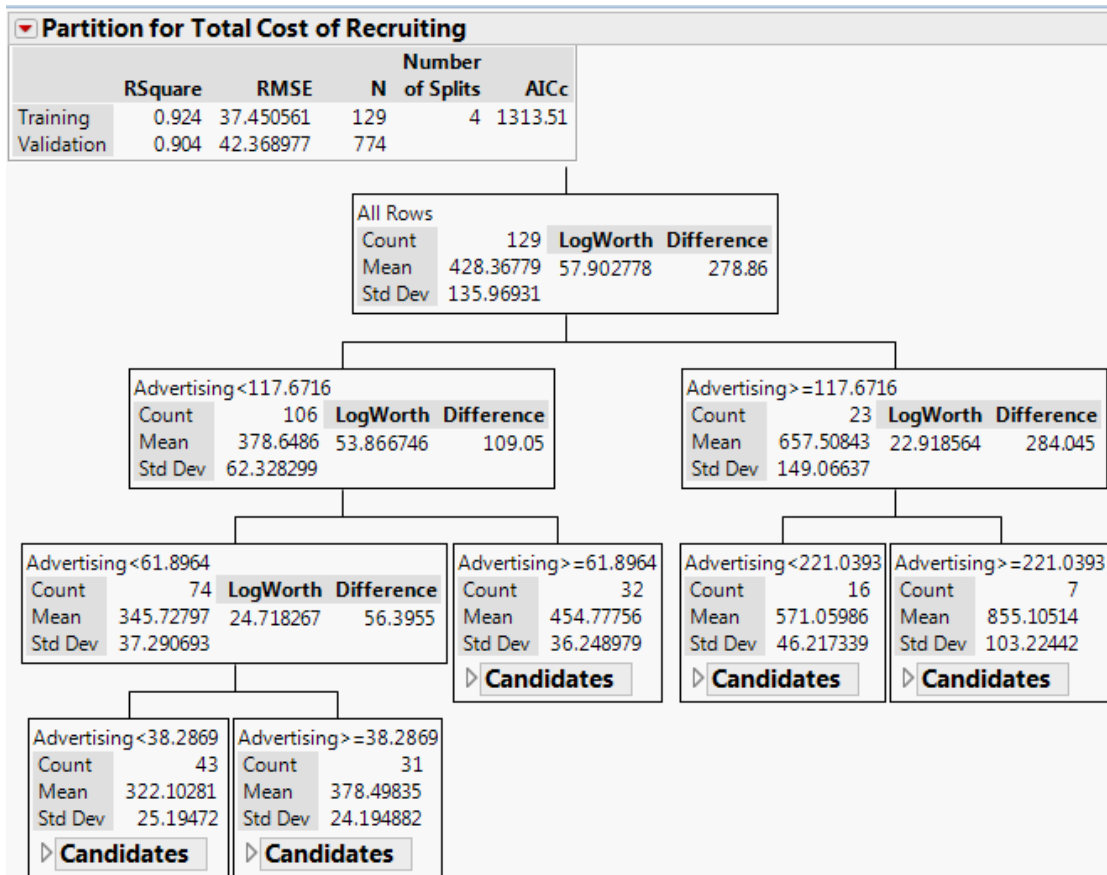 Partition for Total Cost of Recruiting
Number
RSquare RMSE N of Splits AICc
Training 0.924 37.450561 129 4 1313.51
Validation 0.904 42.368977 774
All Rows
Count 129 LogWorth Difference
Mean 428.36779 57.902778 278.86
Std Dev 135.96931
Advertising<117.6716
Count 106 LogWorth Difference
Mean 378.6486 53.866746 109.05
Std Dev 62.328299
Advertising>=117.6716
Count 23 LogWorth Difference
Mean 657.50843 22.918564 284.045
Std Dev 149.06637
Advertising<61.8964
Count 74 LogWorth Difference
Mean 345.72797 24.718267 56.3955
Std Dev 37.290693
Advertising>=61.8964
Count 32
Mean 454.77756
Std Dev 36.248979
Candidates
Advertising<221.0393
Count 16
Mean 571.05986
Std Dev 46.217339
Candidates
Advertising>=221.0393
Count 7
Mean 855.10514
Std Dev 103.22442
Candidates
Advertising<38.2869
Count 43
Mean 322.10281
Std Dev 25.19472
Candidates
Advertising>=38.2869
Count 31
Mean 378.49835
Std Dev 24.194882
Candidates